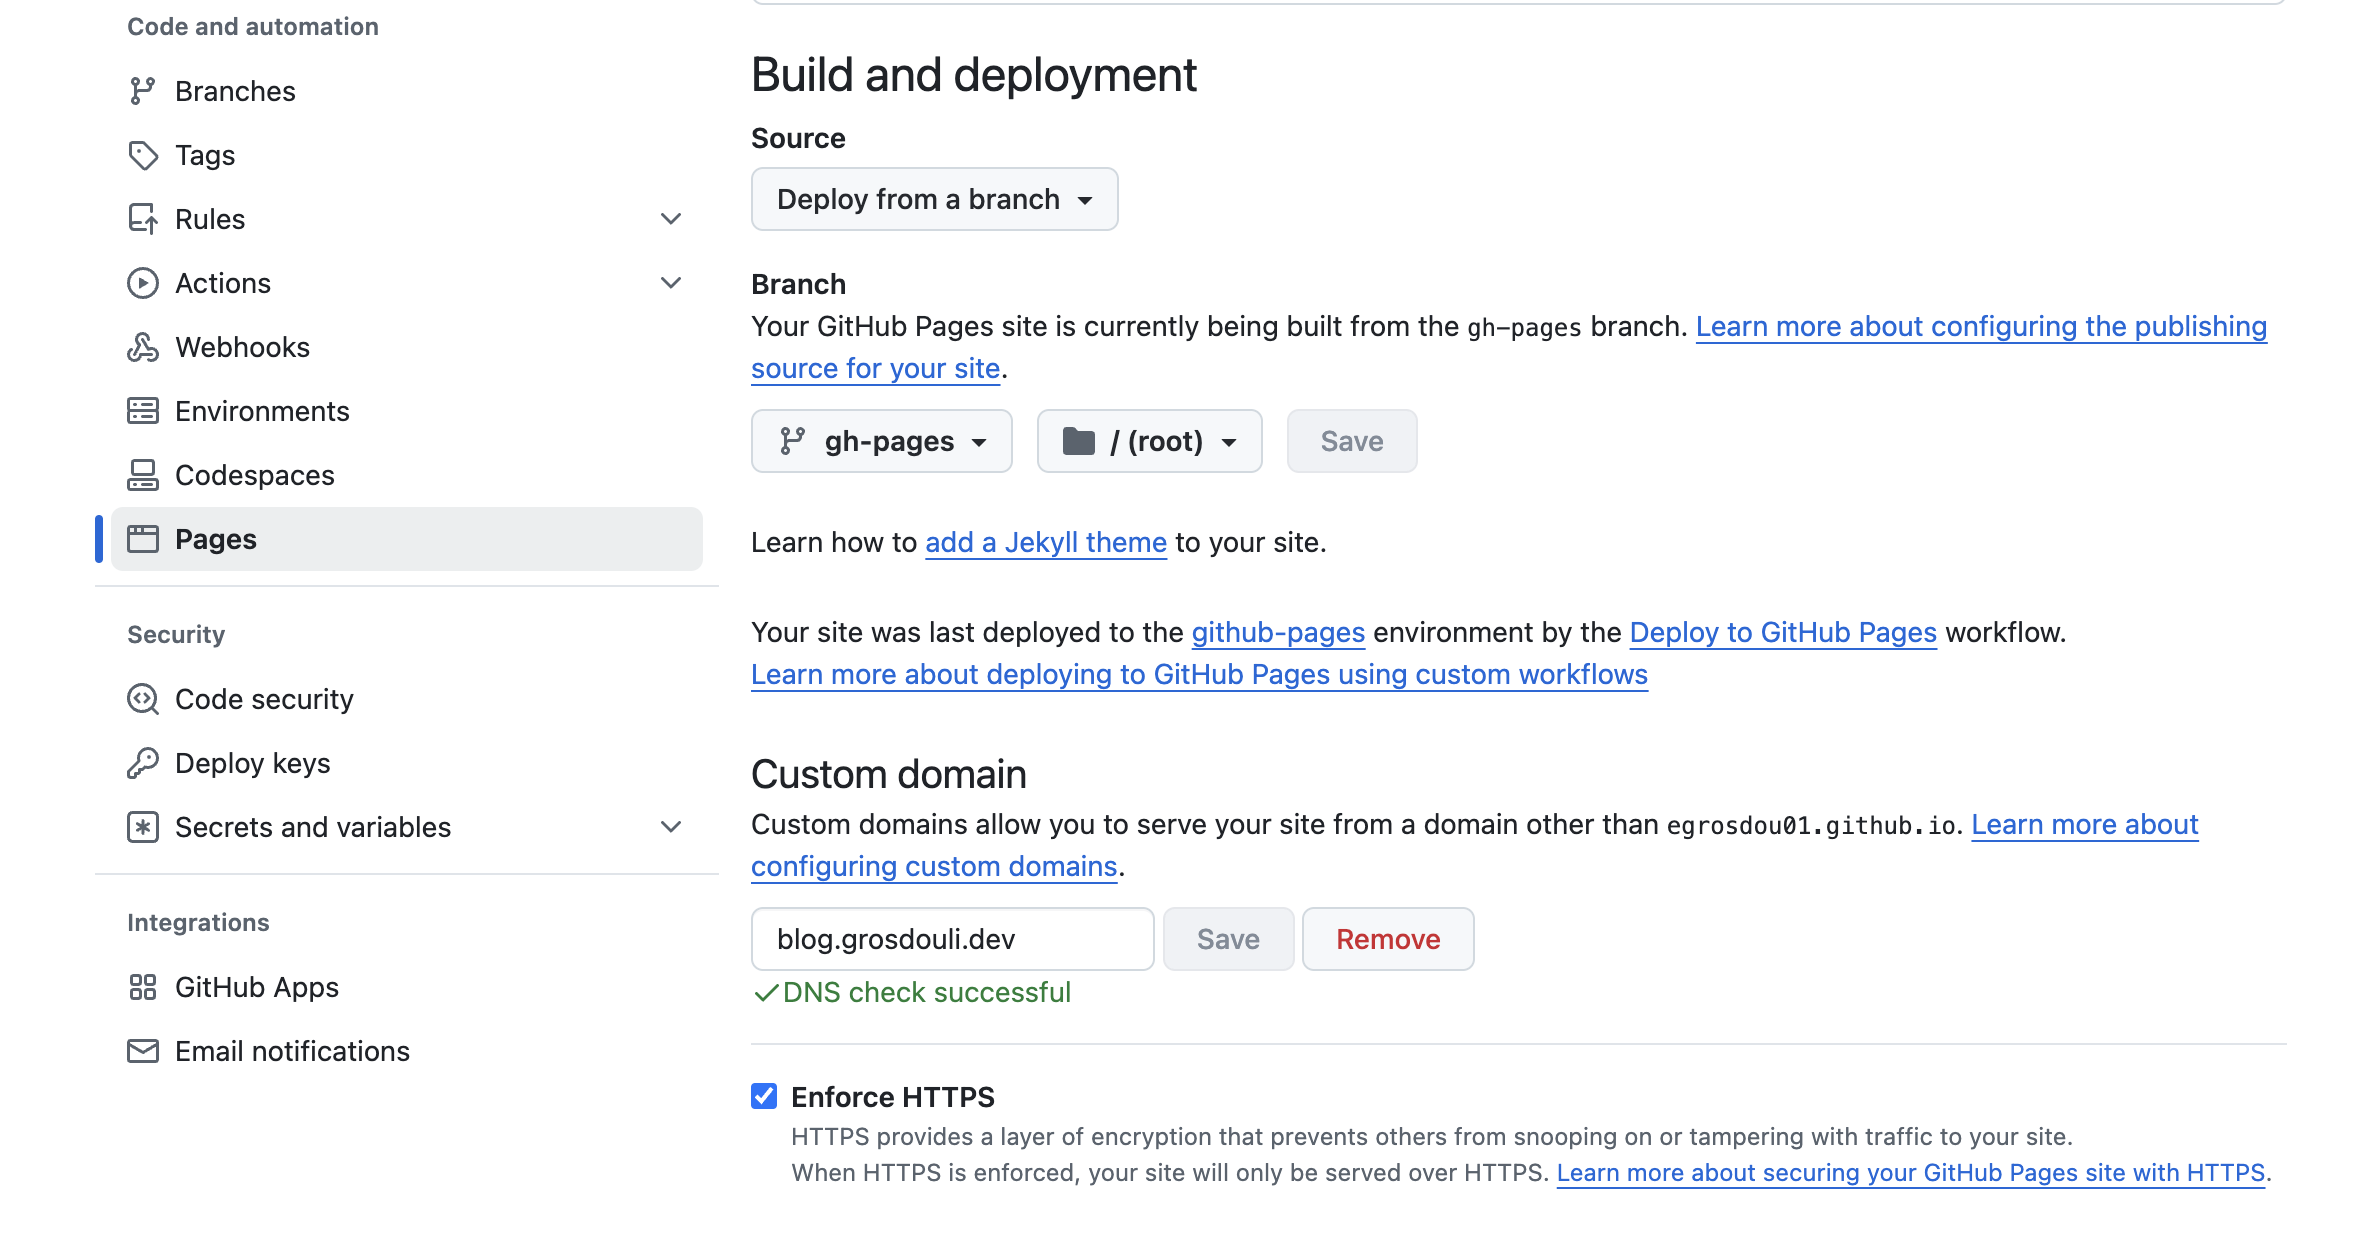 Code and automation
Branches
Tags
Rules
Actions
Webhooks
Environments
Codespaces
Pages
Security
Code security
Deploy keys
Secrets and variables
Integrations
GitHub Apps
Email notifications
Build and deployment
Source
Deploy from a branch
Branch
Your GitHub Pages site is currently being built from the gh-pages branch. Learn more about configuring the publishing
source for your site.
gh-pages / (root) Save
Learn how to add a Jekyll theme to your site.
Your site was last deployed to the github-pages environment by the Deploy to GitHub Pages workflow.
Learn more about deploying to GitHub Pages using custom workflows
Custom domain
Custom domains allow you to serve your site from a domain other than egrosdou01.github.io. Learn more about
configuring custom domains.
blog.grosdouli.dev Save Remove
DNS check successful
Enforce HTTPS
HTTPS provides a layer of encryption that prevents others from snooping on or tampering with traffic to your site.
When HTTPS is enforced, your site will only be served over HTTPS. Learn more about securing your GitHub Pages site with HTTPS.